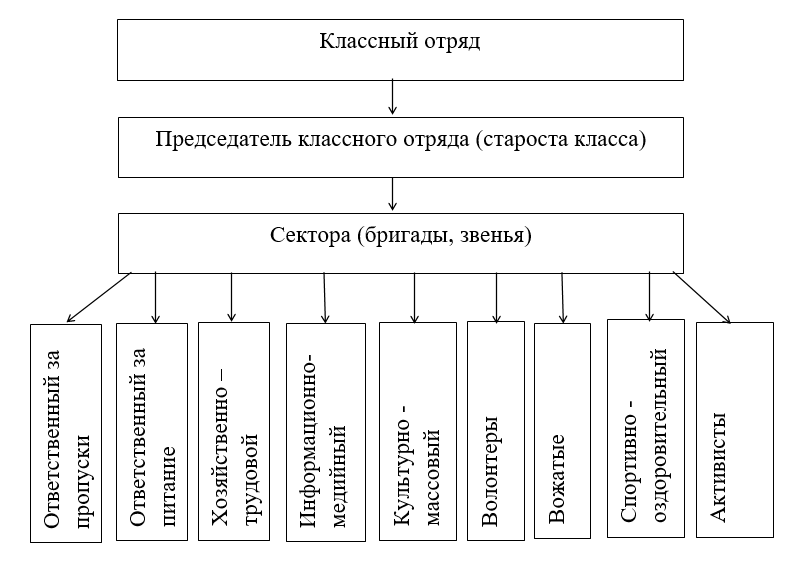 Классный отряд
Председатель классного отряда (староста класса)
Сектора (бригады, звенья)
Ответственный за
пропуски
Ответственный за
питание
Хозяйственно –
трудовой
Информационно-
медийный
Культурно -
массовый
Волонтеры
Вожатые
Спортивно -
оздоровительный
Активисты